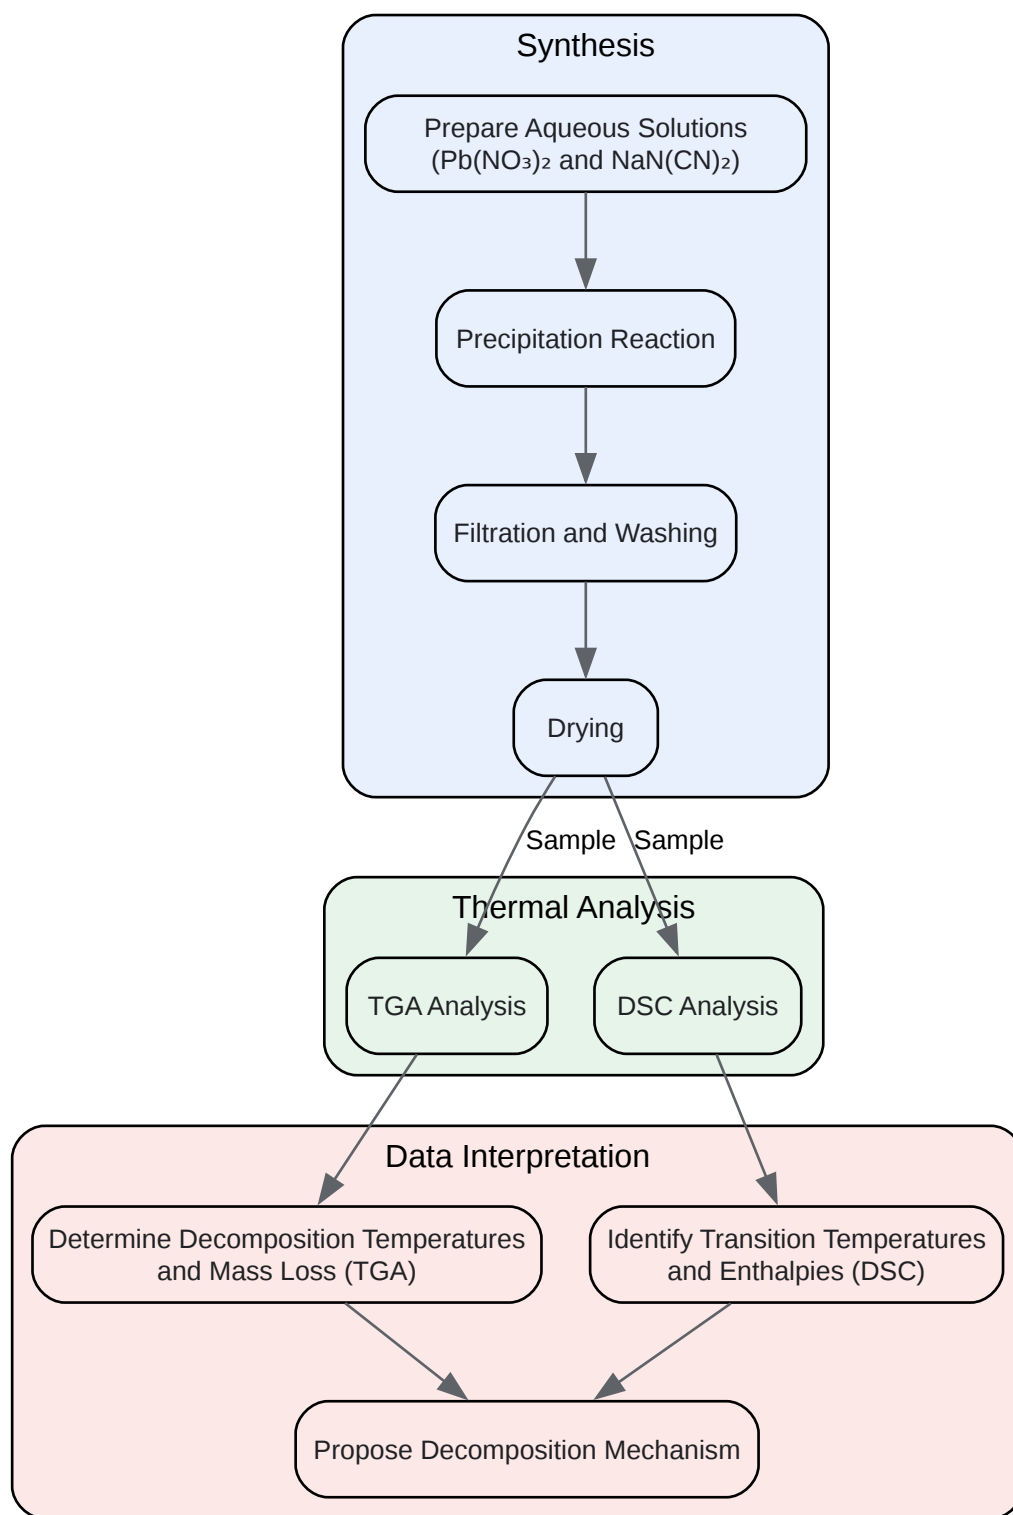 Synthesis
Prepare Aqueous Solutions
(Pb(NO₃)₂ and NaN(CN)₂)
Precipitation Reaction
Filtration and Washing
Drying
Sample
Sample
Thermal Analysis
TGA Analysis
DSC Analysis
Data Interpretation
Determine Decomposition Temperatures
and Mass Loss (TGA)
Identify Transition Temperatures
and Enthalpies (DSC)
Propose Decomposition Mechanism